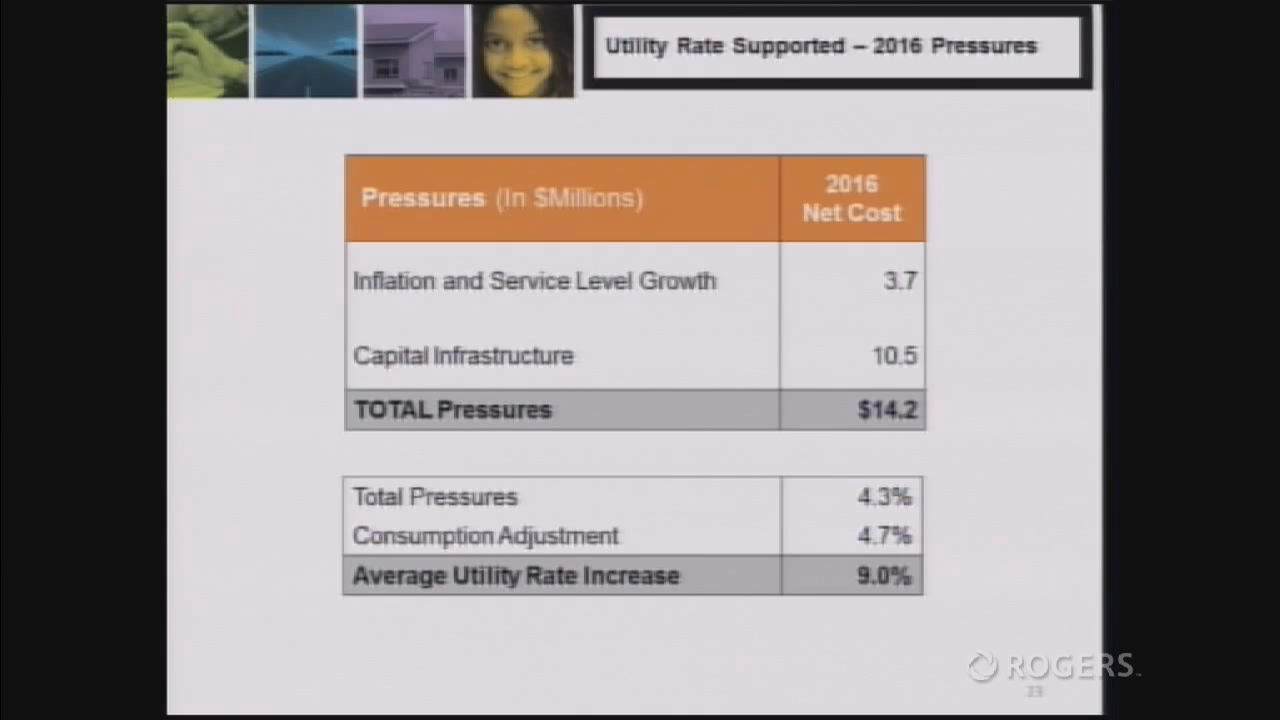 Utility Rate Supported – 2016 Pressures
Pressures (In $Millions)
2016
Net Cost
Inflation and Service Level Growth 3.7
Capital Infrastructure 10.5
TOTAL Pressures $14.2
Total Pressures 4.3%
Consumption Adjustment 4.7%
Average Utility Rate Increase 9.0%
ROGERS™